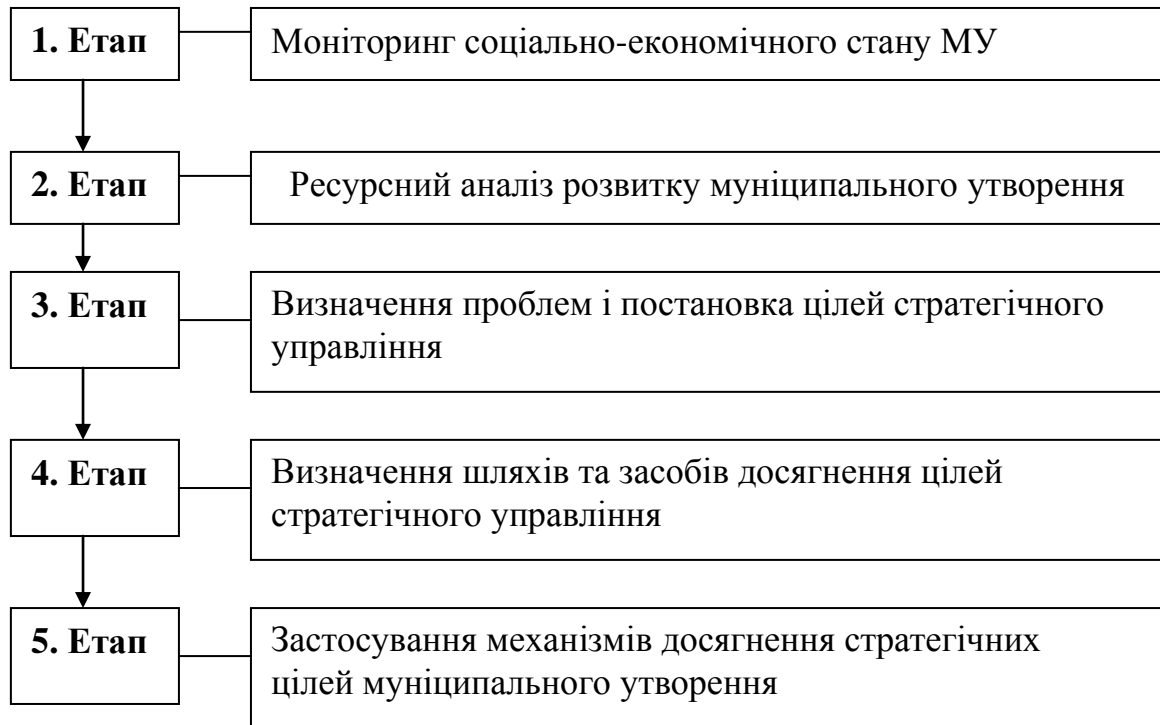 1. Етап
Моніторинг соціально-економічного стану МУ
2. Етап
Ресурсний аналіз розвитку муніципального утворення
3. Етап
Визначення проблем і постановка цілей стратегічного
управління
4. Етап
Визначення шляхів та засобів досягнення цілей
стратегічного управління
5. Етап
Застосування механізмів досягнення стратегічних
цілей муніципального утворення